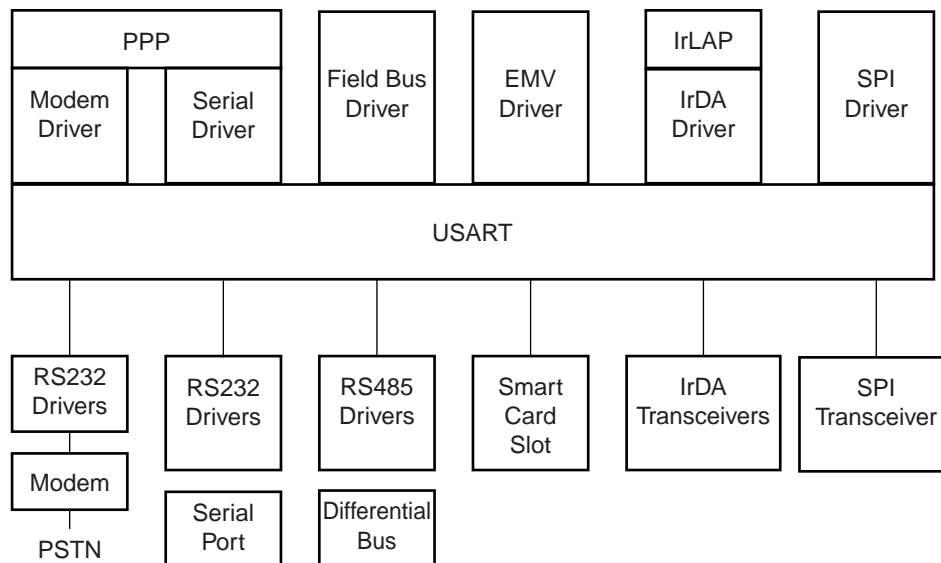 PPP
Modem
Driver
Serial
Driver
Field Bus
Driver
EMV
Driver
IrLAP
IrDA
Driver
SPI
Driver
USART
RS232
Drivers
Modem
PSTN
RS232
Drivers
Serial
Port
RS485
Drivers
Differential
Bus
Smart
Card
Slot
IrDA
Transceivers
SPI
Transceiver